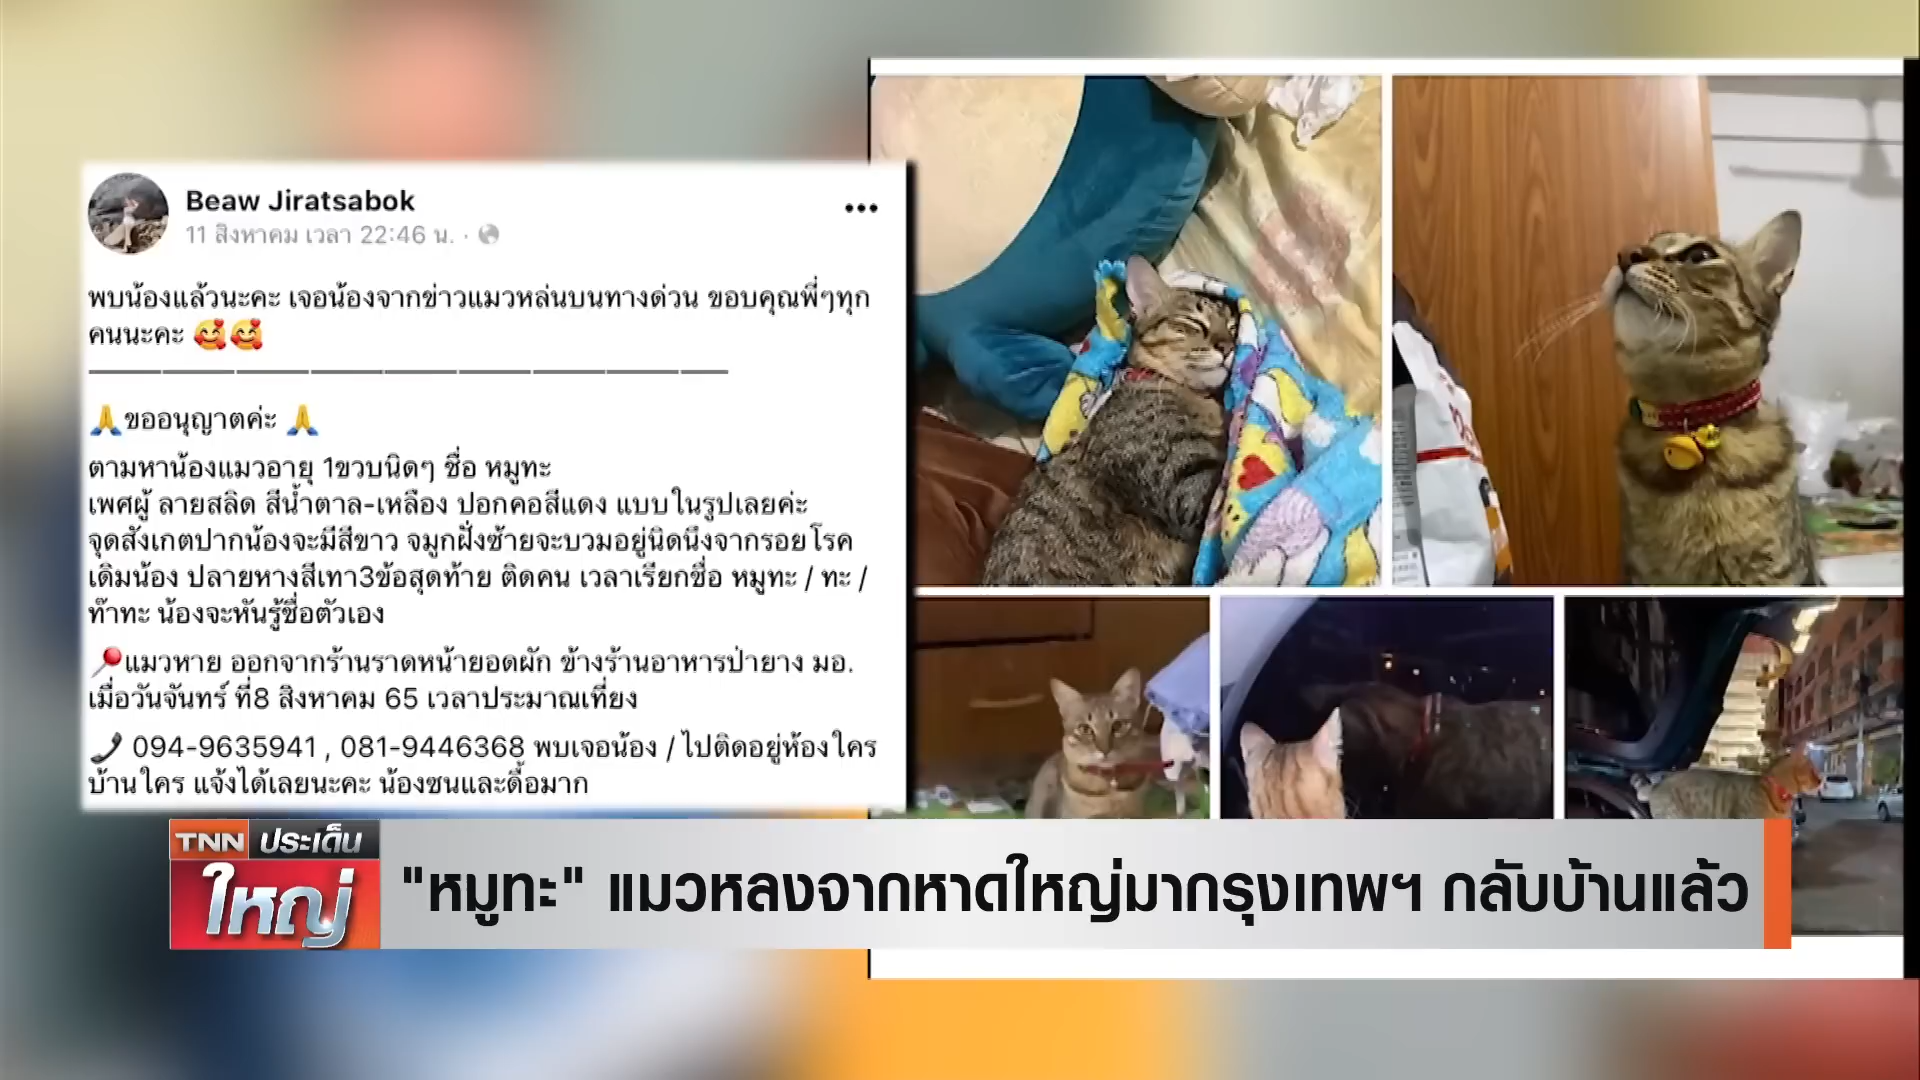 Beaw Jiratsabok
11 สิงหาคม เวลา 22:46 น. ·
พบน้องแล้วนะคะ เจอน้องจากข่าวแมวหล่นบนทางด่วน ขอบคุณพี่ๆทุก
คนนะคะ 🥰🥰
🙏ขออนุญาตค่ะ 🙏
ตามหาน้องแมวอายุ 1ขวบนิดๆ ชื่อ หมูทะ
เพศผู้ ลายสลิด สีน้ำตาล-เหลือง ปอกคอสีแดง แบบในรูปเลยค่ะ
จุดสังเกตปากน้องจะมีสีขาว จมูกฝั่งซ้ายจะบวมอยู่นิดนึงจากรอยโรค
เดิมน้อง ปลายหางสีเทา3ข้อสุดท้าย ติดคน เวลาเรียกชื่อ หมูทะ / ทะ /
ท๊าทะ น้องจะหันรู้ชื่อตัวเอง
📍แมวหาย ออกจากร้านราดหน้ายอดผัก ข้างร้านอาหารป่ายาง มอ.
เมื่อวันจันทร์ ที่8 สิงหาคม 65 เวลาประมาณเที่ยง
📞 094-9635941 , 081-9446368 พบเจอน้อง / ไปติดอยู่ห้องใคร
บ้านใคร แจ้งได้เลยนะคะ น้องซนและดื้อมาก
TNN ประเด็น
ใหญ่
"หมูทะ" แมวหลงจากหาดใหญ่มากรุงเทพฯ กลับบ้านแล้ว